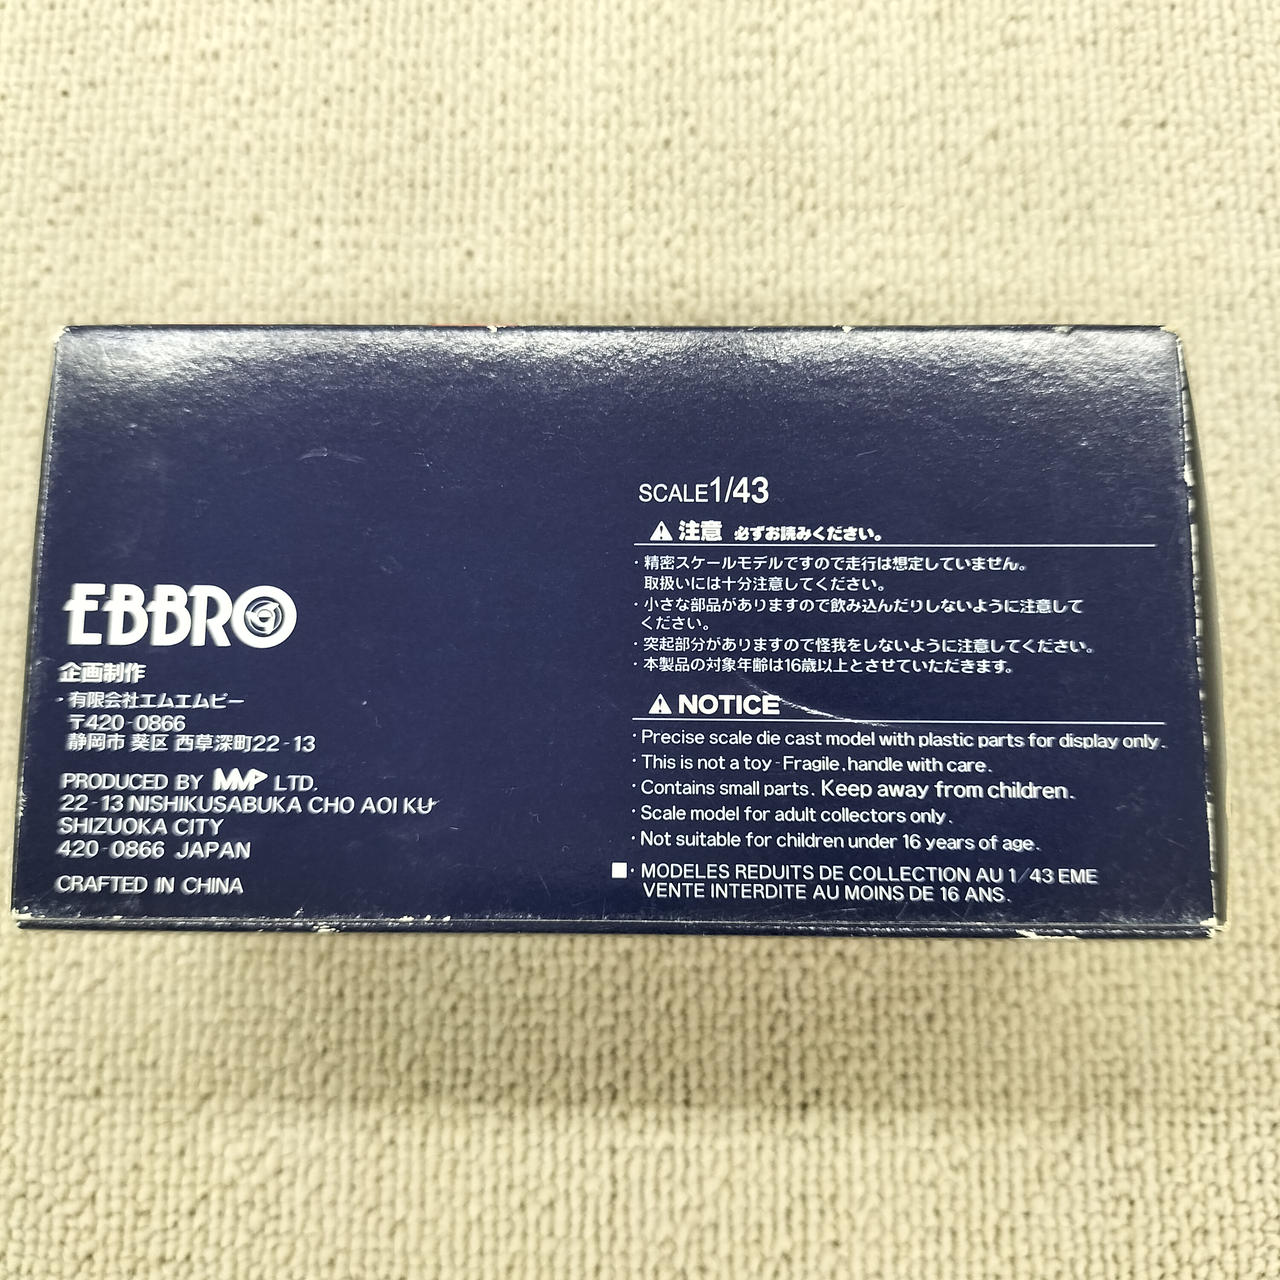 EBBRO
企画制作
・有限会社エムエムピー
〒420-0866
静岡市 葵区 西草深町22-13
PRODUCED BY MMP LTD.
22-13 NISHIKUSABUKA CHO AOI KU
SHIZUOKA CITY
420-0866 JAPAN
CRAFTED IN CHINA
SCALE1/43
注意 必ずお読みください。
・精密スケールモデルですので走行は想定していません。
取扱いには十分注意してください。
・小さな部品がありますので飲み込んだりしないように注意して
ください。
・突起部分がありますので怪我をしないように注意してください。
・本製品の対象年齢は16歳以上とさせていただきます。
NOTICE
・Precise scale die cast model with plastic parts for display only.
・This is not a toy-Fragile,handle with care.
・Contains small parts. Keep away from children.
・Scale model for adult collectors only.
・Not suitable for children under 16 years of age.
■・MODELES REDUITS DE COLLECTION AU 1/43 EME
VENTE INTERDITE AU MOINS DE 16 ANS.